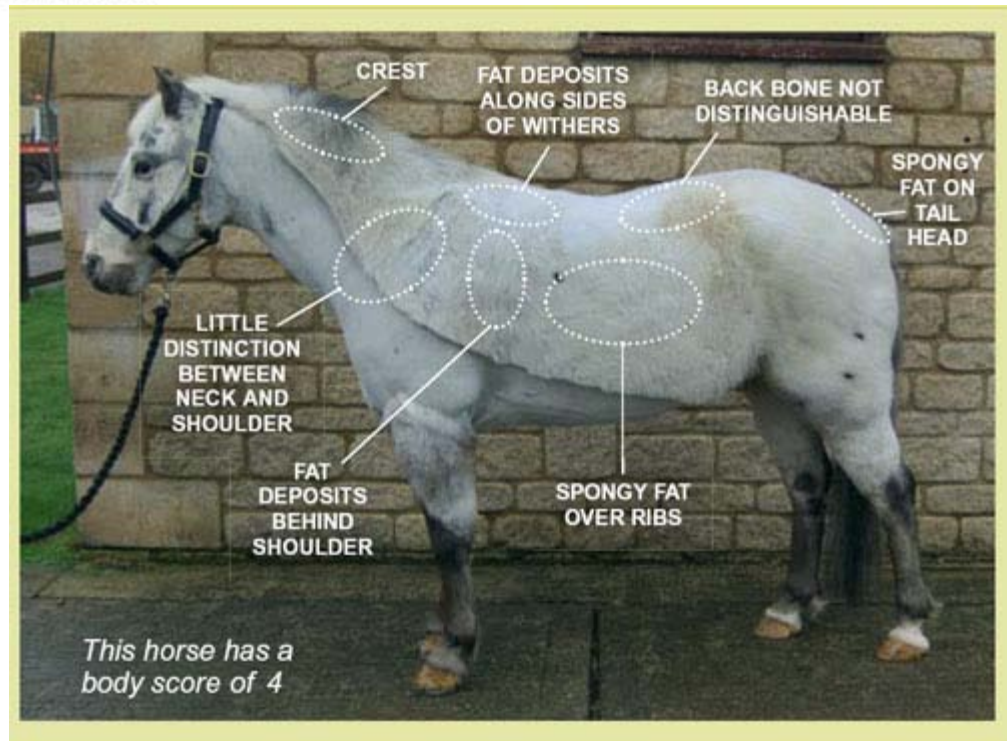 CREST
FAT DEPOSITS
ALONG SIDES
OF WITHERS
BACK BONE NOT
DISTINGUISHABLE
SPONGY
FAT ON
TAIL
HEAD
LITTLE
DISTINCTION
BETWEEN
NECK AND
SHOULDER
FAT
DEPOSITS
BEHIND
SHOULDER
SPONGY FAT
OVER RIBS
This horse has a
body score of 4